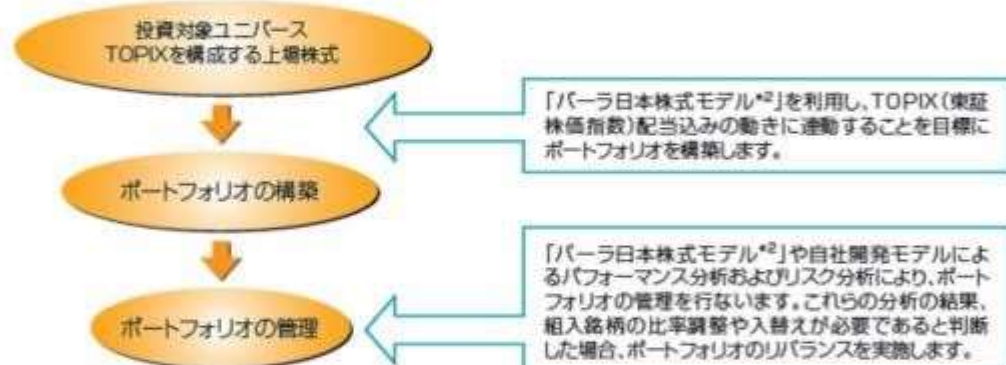 投資対象ユニバース
TOPIXを構成する上場株式
「バーラ日本株式モデル*2」を利用し、TOPIX(東証
株価指数)配当込みの動きに連動することを目標に
ポートフォリオを構築します。
ポートフォリオの構築
「バーラ日本株式モデル*2」や自社開発モデルによ
るパフォーマンス分析およびリスク分析により、ポート
フォリオの管理を行ないます。これらの分析の結果、
組入銘柄の比率調整や入替えが必要であると判断
した場合、ポートフォリオのリバランスを実施します。
ポートフォリオの管理